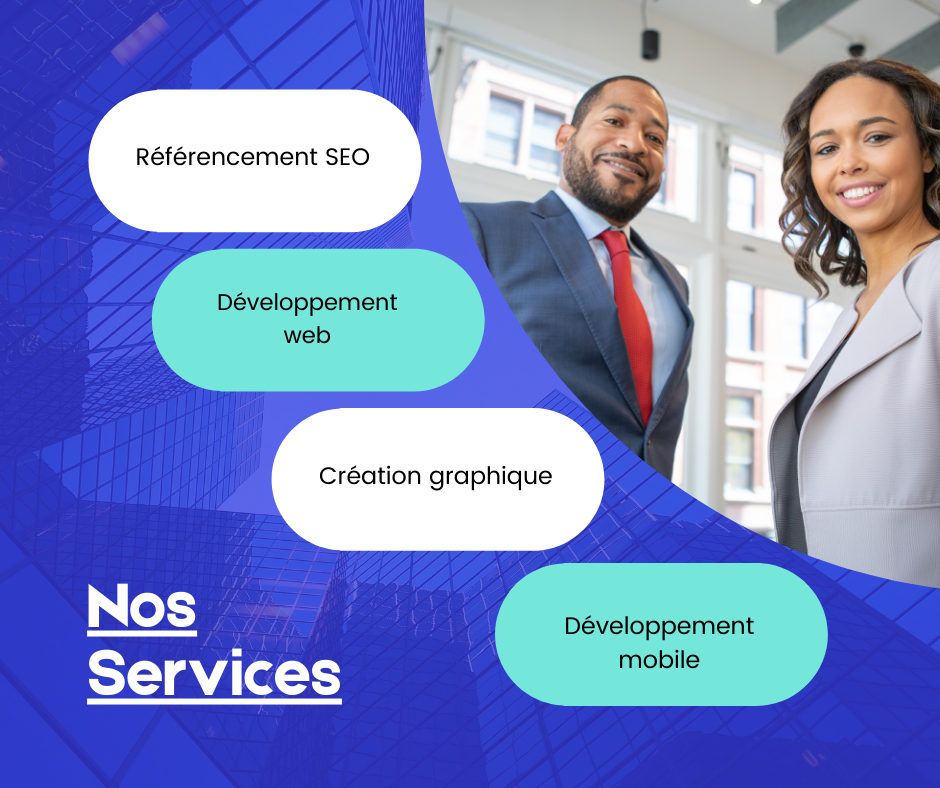 Référencement SEO
Développement
web
Création graphique
Développement
mobile
Nos
Services